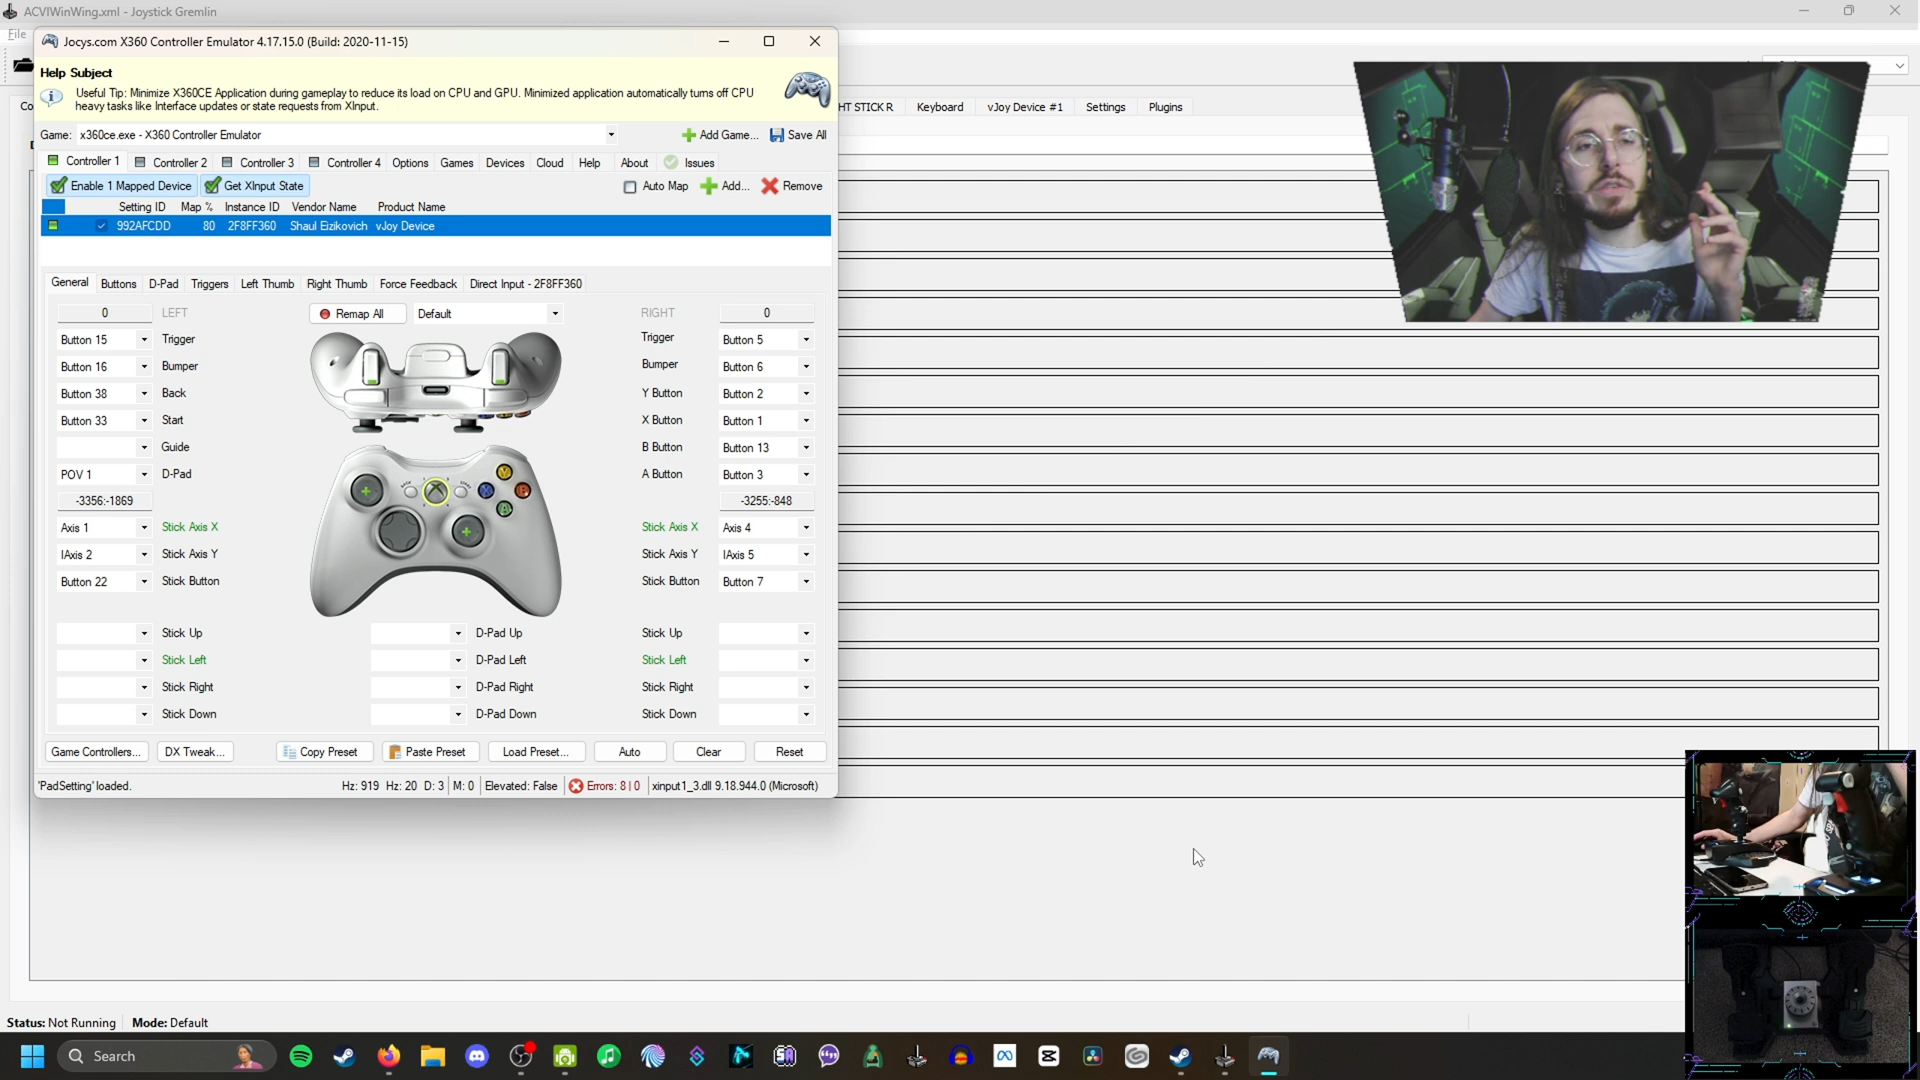 ACVIWinWing.xml - Joystick Gremlin
File
Jocys.com X360 Controller Emulator 4.17.15.0 (Build: 2020-11-15)
Help Subject
Useful Tip: Minimize X360CE Application during gameplay to reduce its load on CPU and GPU. Minimized application automatically turns off CPU
heavy tasks like Interface updates or state requests from XInput.
Game: x360ce.exe - X360 Controller Emulator Add Game... Save All
HT STICK R Keyboard vJoy Device #1 Settings Plugins
Controller 1 Controller 2 Controller 3 Controller 4 Options Games Devices Cloud Help About Issues
Enable 1 Mapped Device Get XInput State Auto Map Add... Remove
Setting ID Map % Instance ID Vendor Name Product Name
992AFCDD 80 2F8FF360 Shaul Eizikovich vJoy Device
General Buttons D-Pad Triggers Left Thumb Right Thumb Force Feedback Direct Input - 2F8FF360
0 LEFT Remap All Default RIGHT 0
Button 15 Trigger Trigger Button 5
Button 16 Bumper Bumper Button 6
Button 38 Back Y Button Button 2
Button 33 Start X Button Button 1
Guide B Button Button 13
POV 1 D-Pad A Button Button 3
-3356:-1869 -3255:-848
Axis 1 Stick Axis X Stick Axis X Axis 4
IAxis 2 Stick Axis Y Stick Axis Y IAxis 5
Button 22 Stick Button Stick Button Button 7
Stick Up D-Pad Up Stick Up
Stick Left D-Pad Left Stick Left
Stick Right D-Pad Right Stick Right
Stick Down D-Pad Down Stick Down
Game Controllers... DX Tweak... Copy Preset Paste Preset Load Preset... Auto Clear Reset
'PadSetting' loaded. Hz: 919 Hz: 20 D: 3 M: 0 Elevated: False Errors: 8 | 0 xinput1_3.dll 9.18.944.0 (Microsoft)
Status: Not Running Mode: Default
Search